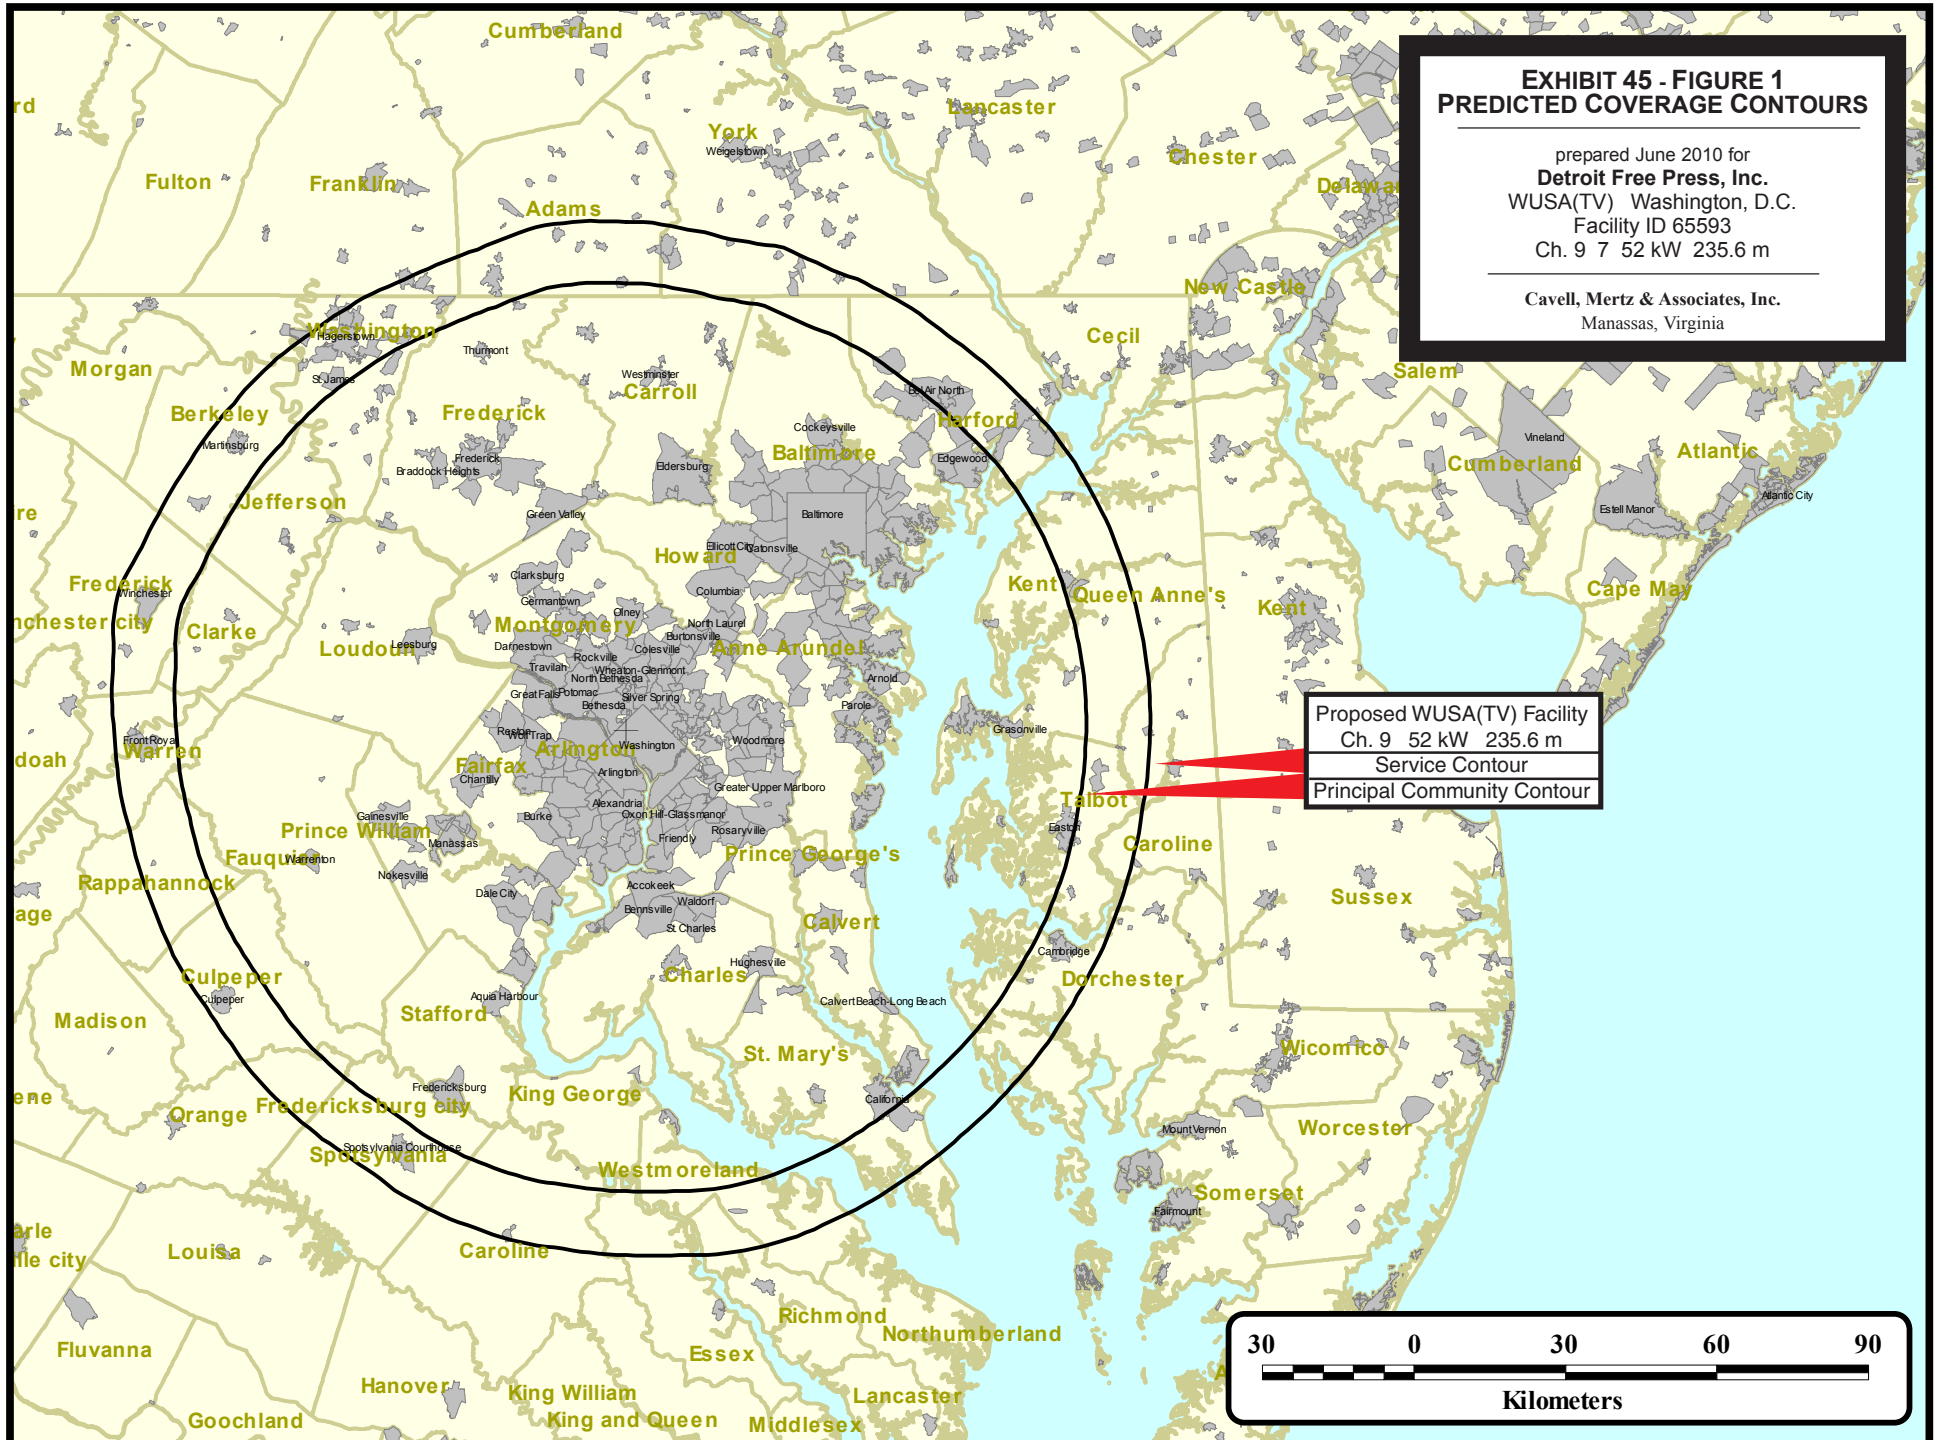 EXHIBIT 45 - FIGURE 1
PREDICTED COVERAGE CONTOURS
prepared June 2010 for
Detroit Free Press, Inc.
WUSA(TV) Washington, D.C.
Facility ID 65593
Ch. 9 7 52 kW 235.6 m
Cavell, Mertz & Associates, Inc.
Manassas, Virginia
Cumberland
rd
Lancaster
York
Weigelstown
Chester
Fulton
Franklin
Delawar
Adams
New Castle
Washington
Hagerstown
Cecil
Thurmont
Morgan
St. James
Westminster
Carroll
Salem
Bel Air North
Berkeley
Frederick
Harford
Martinsburg
Cockeysville
Vineland
Baltimore
Atlantic
Frederick
Braddock Heights
Eldersburg
Edgewood
Cumberland
Jefferson
Atlantic City
ire
Green Valley
Baltimore
Estell Manor
Ellicott City
Catonsville
Howard
Clarksburg
Frederick
Winchester
Columbia
Kent
Queen Anne's
Cape May
Germantown
Olney
Kent
nchester city
Clarke
Montgomery
North Laurel
Burtonsville
Loudoun
Leesburg
Darnestown
Colesville
Anne Arundel
Rockville
Travilah
Wheaton-Glenmont
North Bethesda
Arnold
Great Falls
Potomac
Silver Spring
Bethesda
Parole
Proposed WUSA(TV) Facility
Ch. 9 52 kW 235.6 m
Service Contour
Principal Community Contour
Reston
Wolf Trap
Grasonville
Front Royal
Warren
Arlington
Washington
Woodmore
doah
Fairfax
Chantilly
Arlington
Greater Upper Marlboro
Talbot
Alexandria
Gainesville
Burke
Oxon Hill-Glassmanor
Easton
Prince William
Rosaryville
Manassas
Friendly
Caroline
Fauquier
Warrenton
Prince George's
Nokesville
Rappahannock
Accokeek
Dale City
Waldorf
Sussex
age
Bennsville
Calvert
St Charles
Cambridge
Hughesville
Culpeper
Charles
Dorchester
Culpeper
Aquia Harbour
Calvert Beach-Long Beach
Madison
Stafford
St. Mary's
Wicomico
Fredericksburg
King George
ene
Orange
Fredericksburg city
California
Mount Vernon
Worcester
Spotsylvania Courthouse
Spotsylvania
Westmoreland
Somerset
Fairmount
arle
lle city
Louisa
Caroline
Richmond
Northumberland
Fluvanna
Essex
Hanover
King William
Lancaster
A
Goochland
King and Queen
Middlesex
30 0 30 60 90
Kilometers